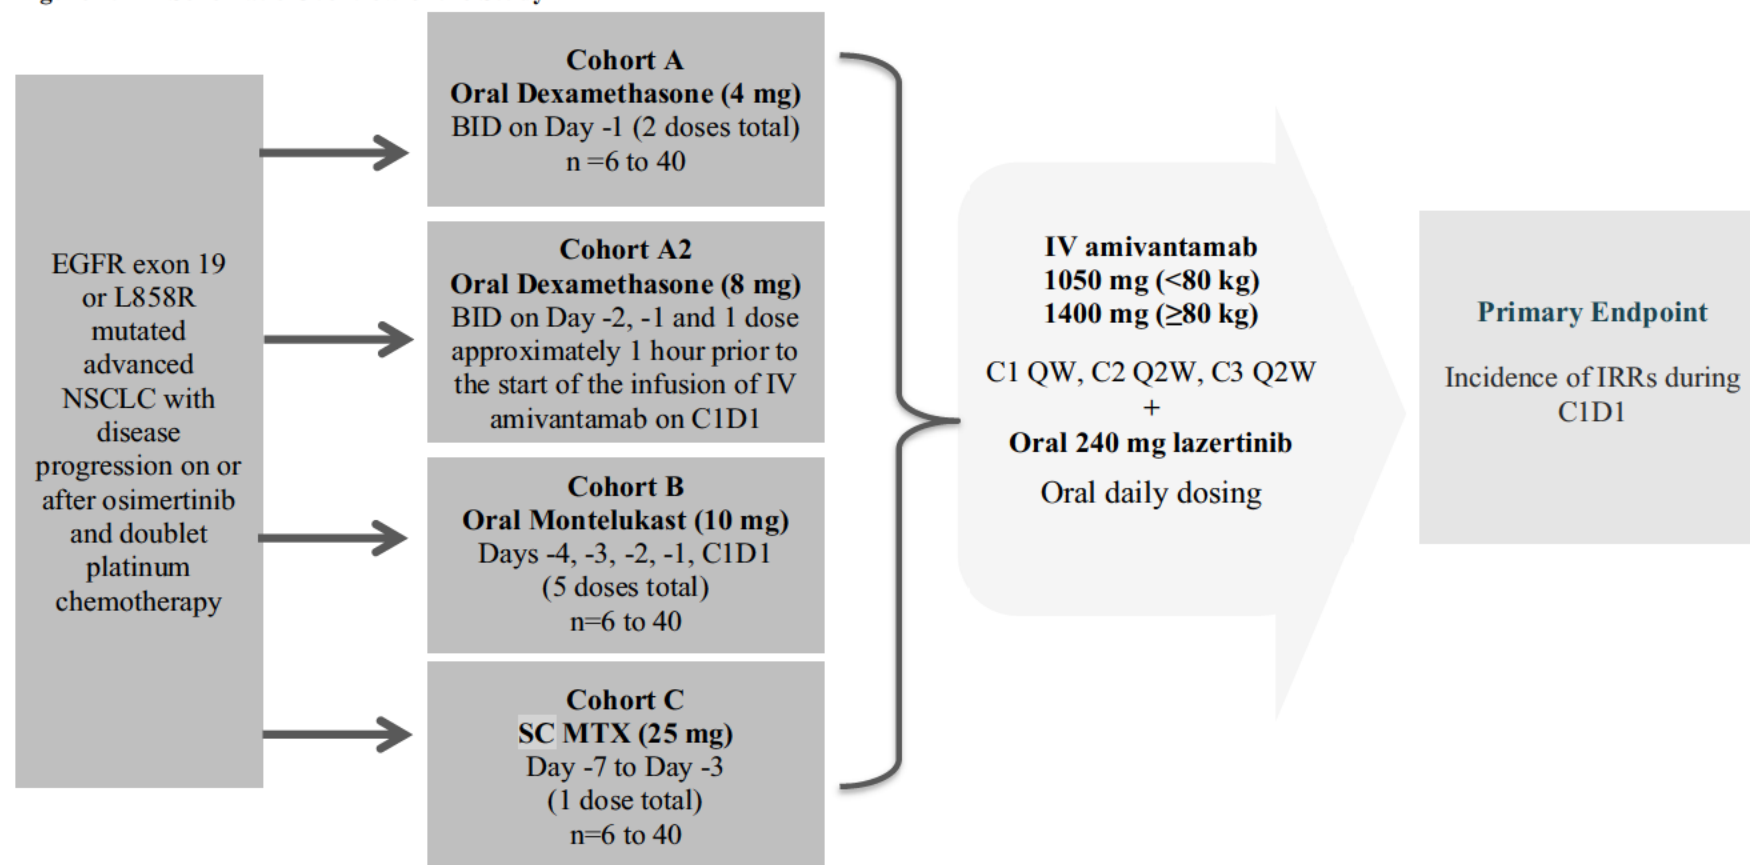 EGFR exon 19
or L858R
mutated
advanced
NSCLC with
disease
progression on or
after osimertinib
and doublet
platinum
chemotherapy
Cohort A
Oral Dexamethasone (4 mg)
BID on Day -1 (2 doses total)
n =6 to 40
Cohort A2
Oral Dexamethasone (8 mg)
BID on Day -2, -1 and 1 dose
approximately 1 hour prior to
the start of the infusion of IV
amivantamab on C1D1
Cohort B
Oral Montelukast (10 mg)
Days -4, -3, -2, -1, C1D1
(5 doses total)
n=6 to 40
Cohort C
SC MTX (25 mg)
Day -7 to Day -3
(1 dose total)
n=6 to 40
IV amivantamab
1050 mg (<80 kg)
1400 mg (≥80 kg)
C1 QW, C2 Q2W, C3 Q2W
+
Oral 240 mg lazertinib
Oral daily dosing
Primary Endpoint
Incidence of IRRs during
C1D1